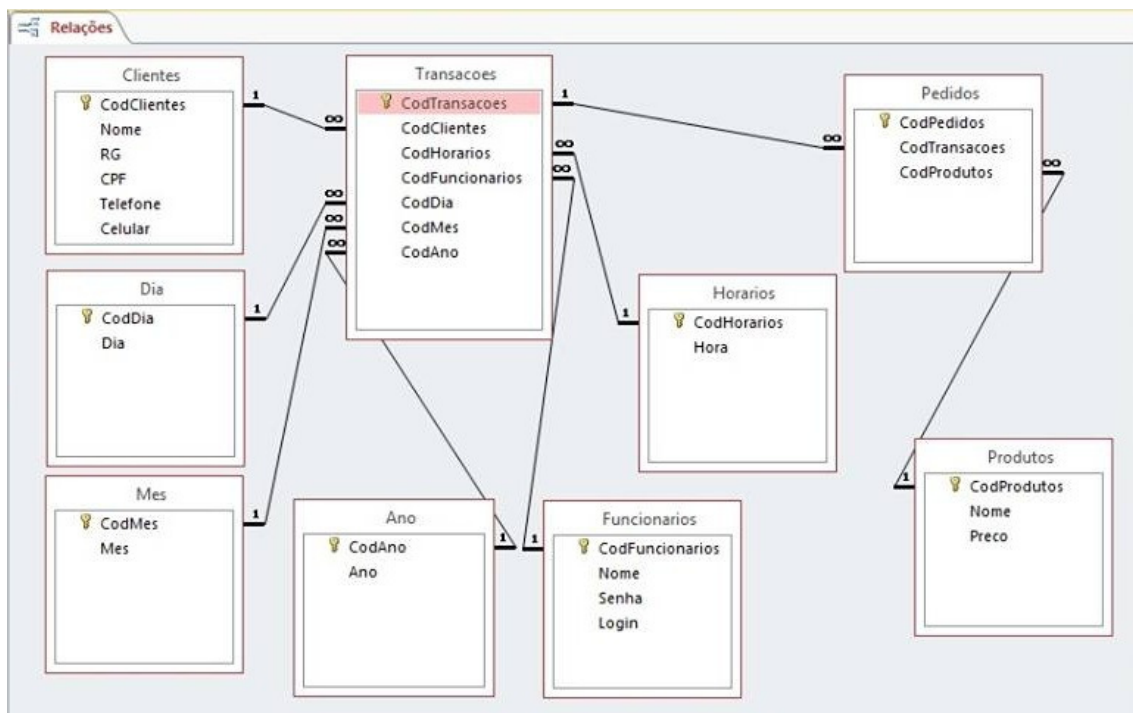 Relações
Clientes
CodClientes
Nome
RG
CPF
Telefone
Celular
Transacoes
CodTransacoes
CodClientes
CodHorarios
CodFuncionarios
CodDia
CodMes
CodAno
Pedidos
CodPedidos
CodTransacoes
CodProdutos
Dia
CodDia
Dia
Horarios
CodHorarios
Hora
Mes
CodMes
Mes
Ano
CodAno
Ano
Funcionarios
CodFuncionarios
Nome
Senha
Login
Produtos
CodProdutos
Nome
Preco
1
∞
1
∞
∞
∞
∞
∞
∞
∞
1
1
1
1
1
1